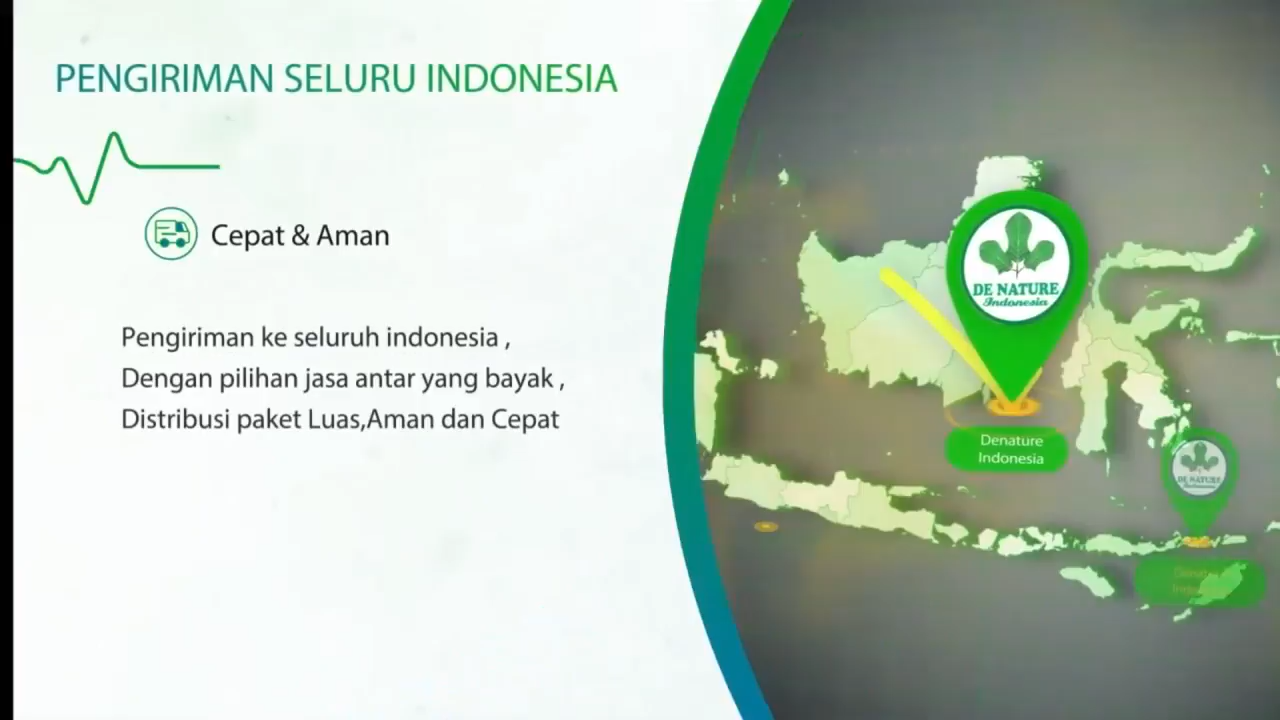 PENGIRIMAN SELURU INDONESIA
Cepat & Aman
Pengiriman ke seluruh indonesia ,
Dengan pilihan jasa antar yang bayak ,
Distribusi paket Luas,Aman dan Cepat
DE NATURE
Indonesia
Denature
Indonesia
DE NATURE
Indonesia